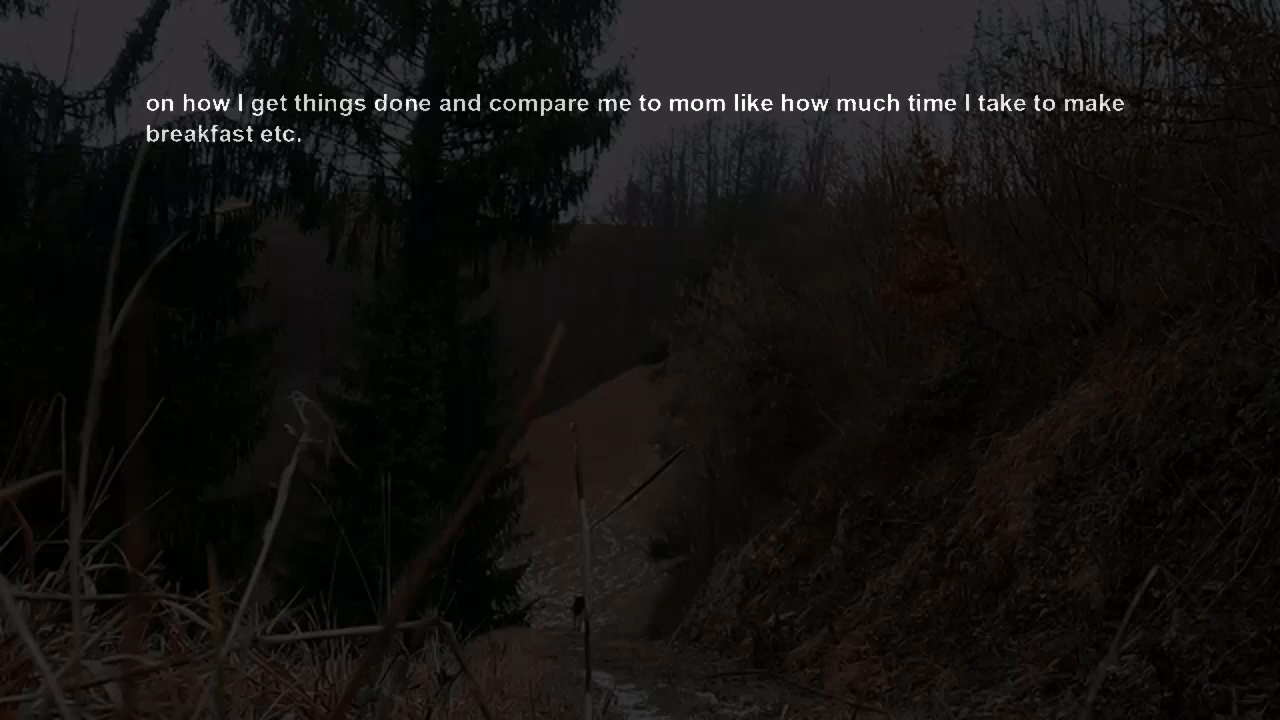 on how I get things done and compare me to mom like how much time I take to make
breakfast etc.